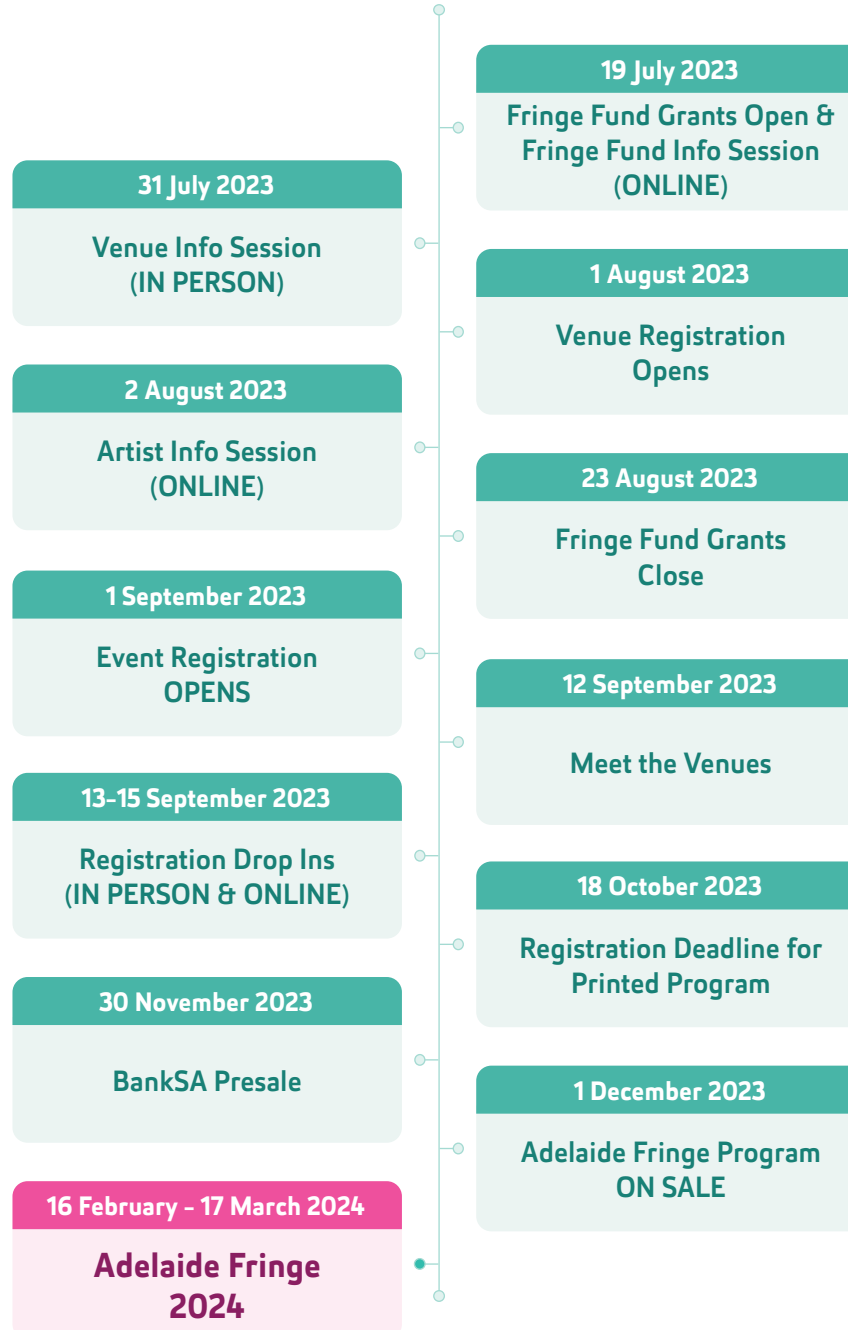 19 July 2023
Fringe Fund Grants Open &
Fringe Fund Info Session
(ONLINE)
31 July 2023
Venue Info Session
(IN PERSON)
1 August 2023
Venue Registration
Opens
2 August 2023
Artist Info Session
(ONLINE)
23 August 2023
Fringe Fund Grants
Close
1 September 2023
Event Registration
OPENS
12 September 2023
Meet the Venues
13-15 September 2023
Registration Drop Ins
(IN PERSON & ONLINE)
18 October 2023
Registration Deadline for
Printed Program
30 November 2023
BankSA Presale
1 December 2023
Adelaide Fringe Program
ON SALE
16 February - 17 March 2024
Adelaide Fringe
2024